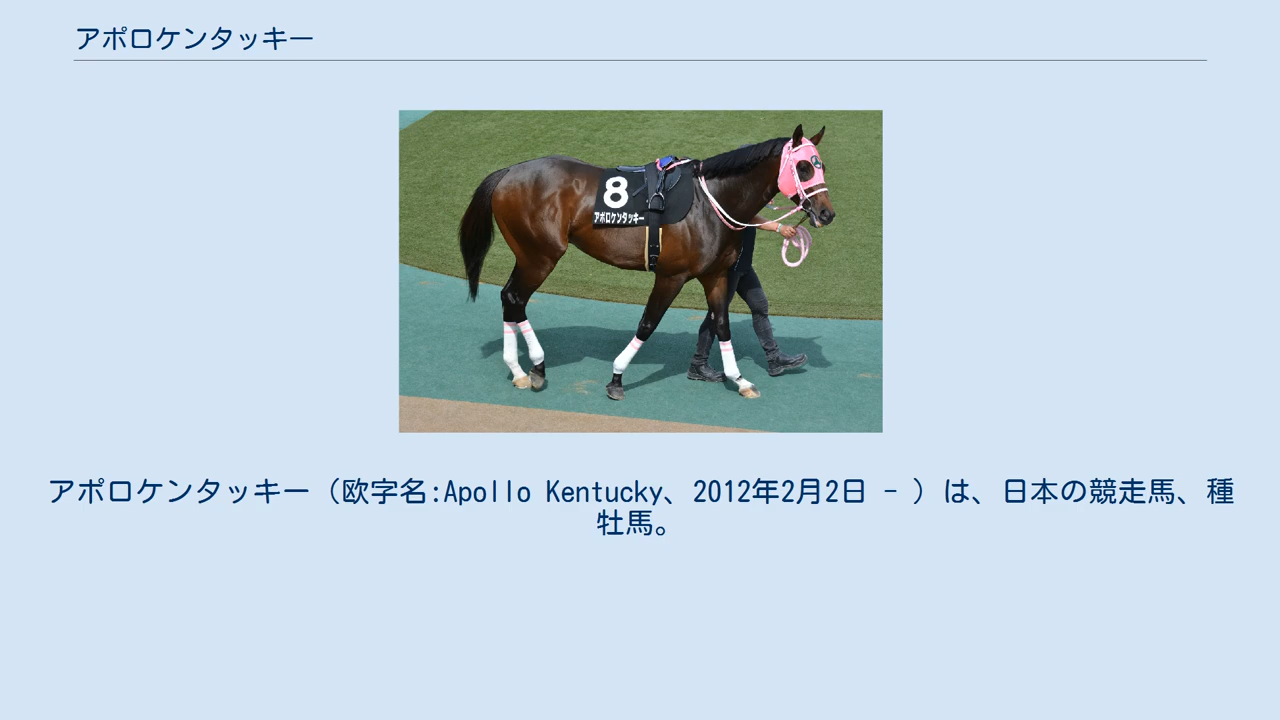 アポロケンタッキー
8
アポロケンタッキー
アポロケンタッキー（欧字名:Apollo Kentucky、2012年2月2日 - ）は、日本の競走馬、種
牡馬。